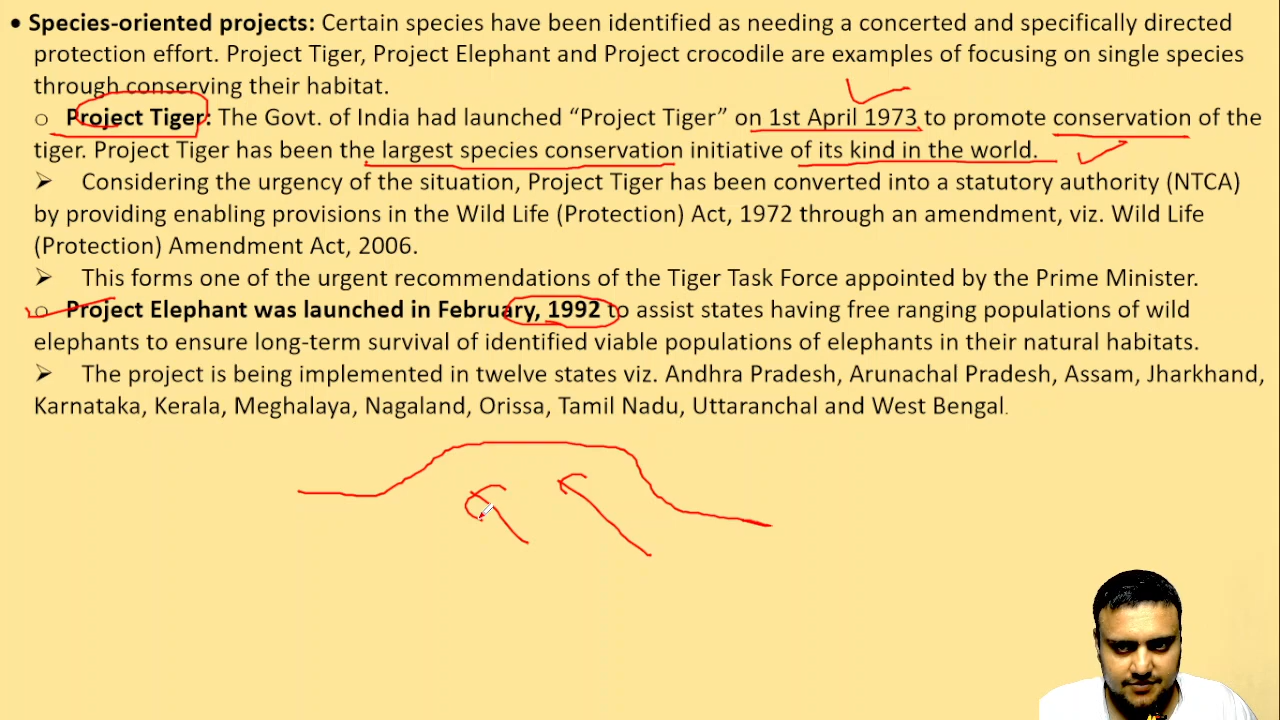 • Species-oriented projects: Certain species have been identified as needing a concerted and specifically directed
protection effort. Project Tiger, Project Elephant and Project crocodile are examples of focusing on single species
through conserving their habitat.
o Project Tiger: The Govt. of India had launched “Project Tiger” on 1st April 1973 to promote conservation of the
tiger. Project Tiger has been the largest species conservation initiative of its kind in the world.
➢ Considering the urgency of the situation, Project Tiger has been converted into a statutory authority (NTCA)
by providing enabling provisions in the Wild Life (Protection) Act, 1972 through an amendment, viz. Wild Life
(Protection) Amendment Act, 2006.
➢ This forms one of the urgent recommendations of the Tiger Task Force appointed by the Prime Minister.
o Project Elephant was launched in February, 1992 to assist states having free ranging populations of wild
elephants to ensure long-term survival of identified viable populations of elephants in their natural habitats.
➢ The project is being implemented in twelve states viz. Andhra Pradesh, Arunachal Pradesh, Assam, Jharkhand,
Karnataka, Kerala, Meghalaya, Nagaland, Orissa, Tamil Nadu, Uttaranchal and West Bengal.